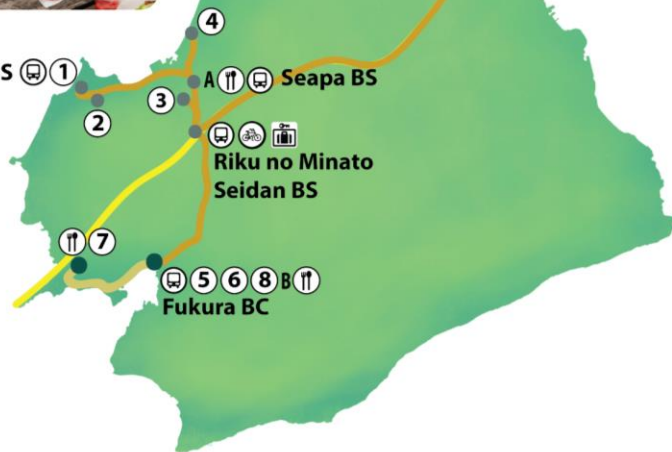 4
S 1
A Seapa BS
3
2
Riku no Minato
Seidan BS
7
5 6 8 B
Fukura BC